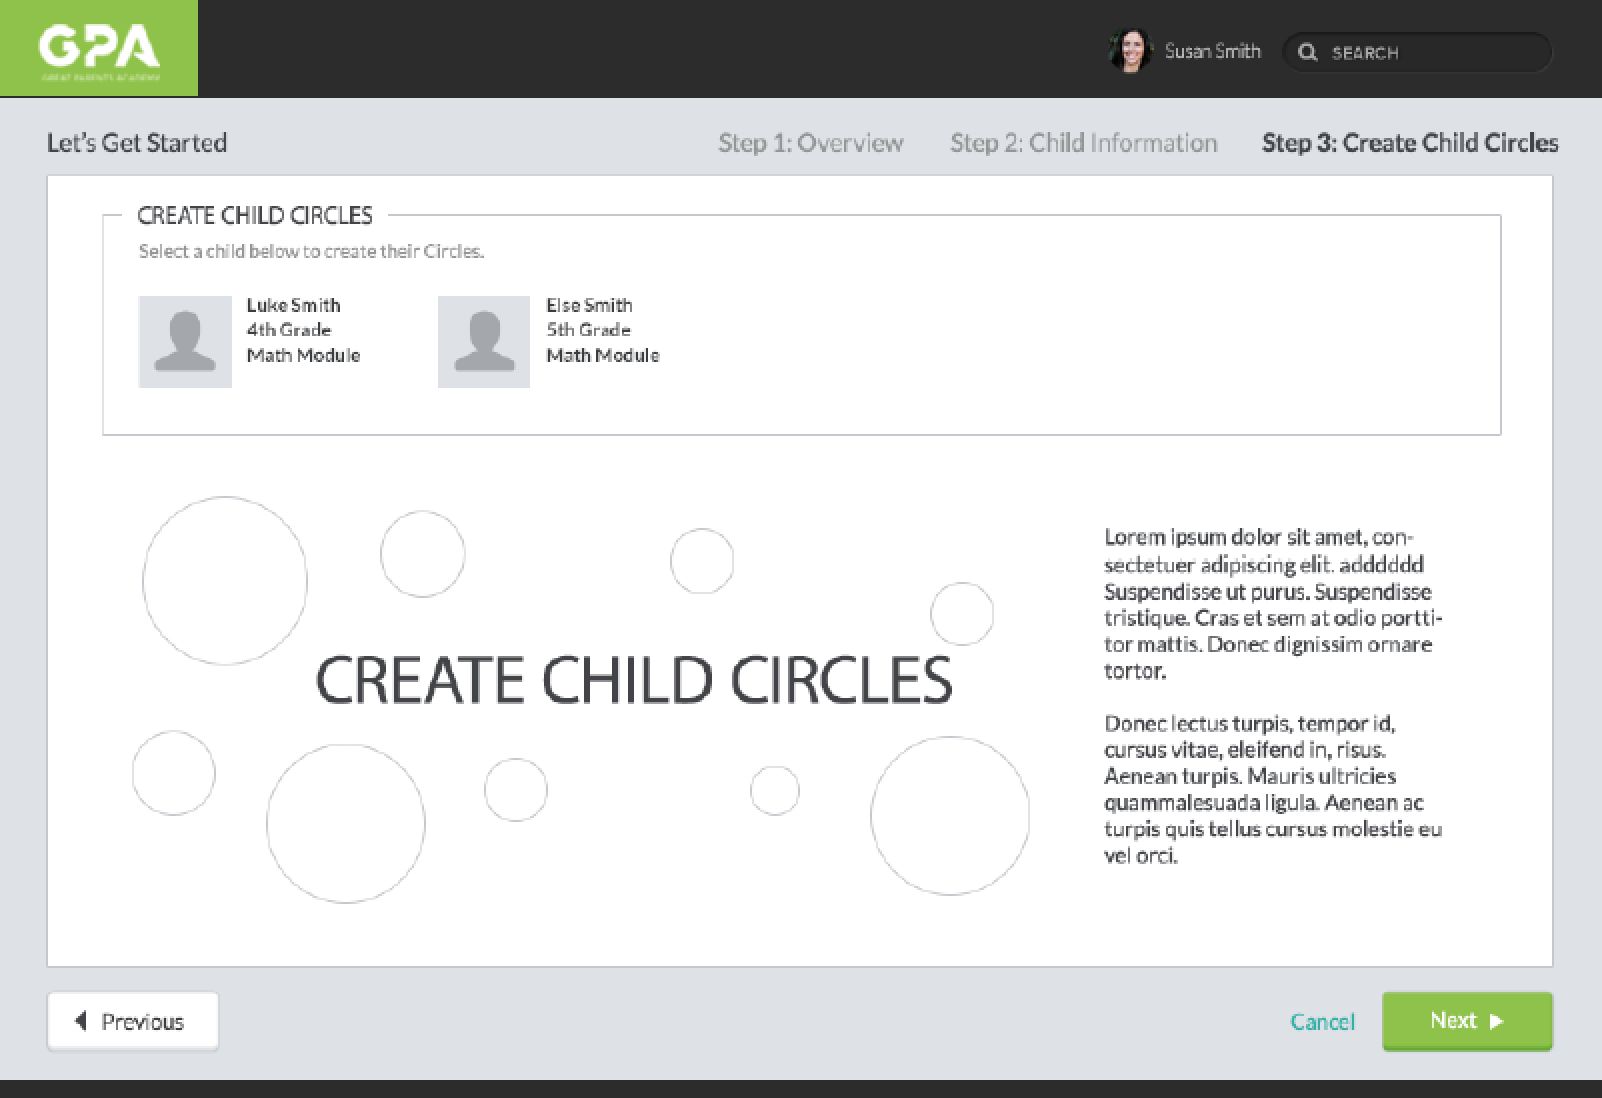 GPA
GREAT PARENTS ACADEMY
Susan Smith
SEARCH
Let's Get Started
Step 1: Overview
Step 2: Child Information
Step 3: Create Child Circles
CREATE CHILD CIRCLES
Select a child below to create their Circles.
Luke Smith
4th Grade
Math Module
Else Smith
5th Grade
Math Module
CREATE CHILD CIRCLES
Lorem ipsum dolor sit amet, con-
sectetuer adipiscing elit. adddddd
Suspendisse ut purus. Suspendisse
tristique. Cras et sem at odio portti-
tor mattis. Donec dignissim ornare
tortor.
Donec lectus turpis, tempor id,
cursus vitae, eleifend in, risus.
Aenean turpis. Mauris ultricies
quammalesuada ligula. Aenean ac
turpis quis tellus cursus molestie eu
vel orci.
Previous
Cancel
Next